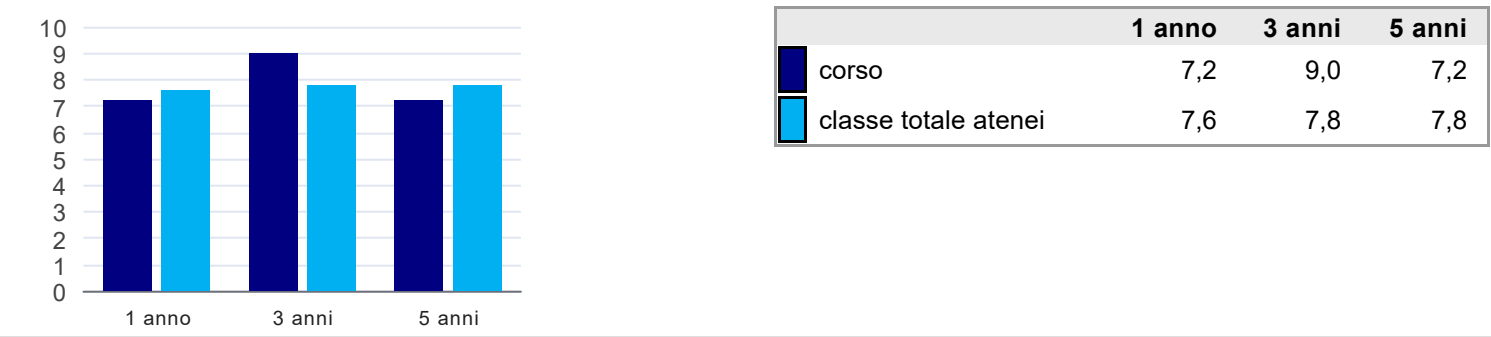 10
9
8
7
6
5
4
3
2
1
0
1 anno 3 anni 5 anni
1 anno 3 anni 5 anni
corso 7,2 9,0 7,2
classe totale atenei 7,6 7,8 7,8